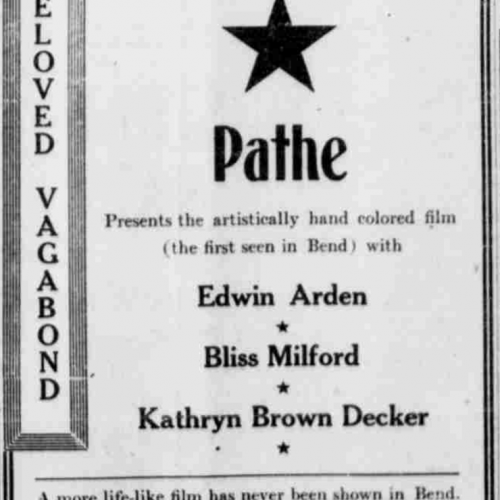 ELOVED VAGABOND
Pathe
Presents the artistically hand colored film
(the first seen in Bend) with
Edwin Arden
Bliss Milford
Kathryn Brown Decker
A more life-like film has never been shown in Bend.